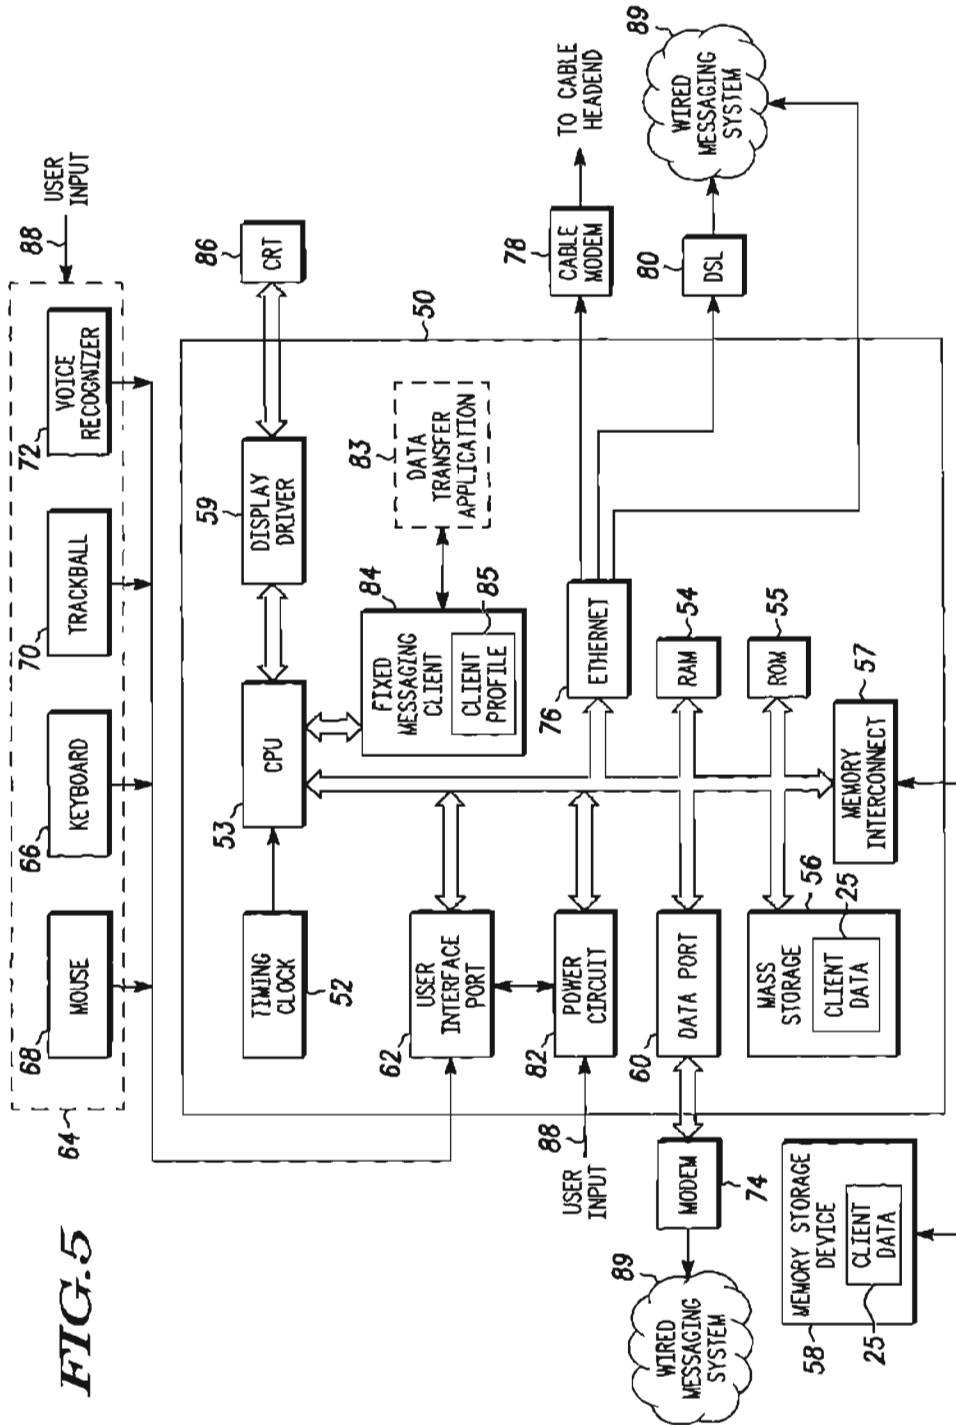 64
68
MOUSE
66
KEYBOARD
70
TRACKBALL
72
VOICE
RECOGNIZER
88
USER
INPUT
52
TIMING
CLOCK
53
CPU
59
DISPLAY
DRIVER
86
CRT
50
84
FIXED
MESSAGING
CLIENT
85
CLIENT
PROFILE
83
DATA
TRANSFER
APPLICATION
62
USER
INTERFACE
PORT
82
POWER
CIRCUIT
88
USER
INPUT
76
ETHERNET
78
CABLE
MODEM
TO CABLE
HEADEND
80
DSL
89
WIRED
MESSAGING
SYSTEM
60
DATA PORT
54
RAM
55
ROM
74
MODEM
89
WIRED
MESSAGING
SYSTEM
56
MASS
STORAGE
25
CLIENT
DATA
57
MEMORY
INTERCONNECT
58
MEMORY STORAGE
DEVICE
25
CLIENT
DATA
FIG.5